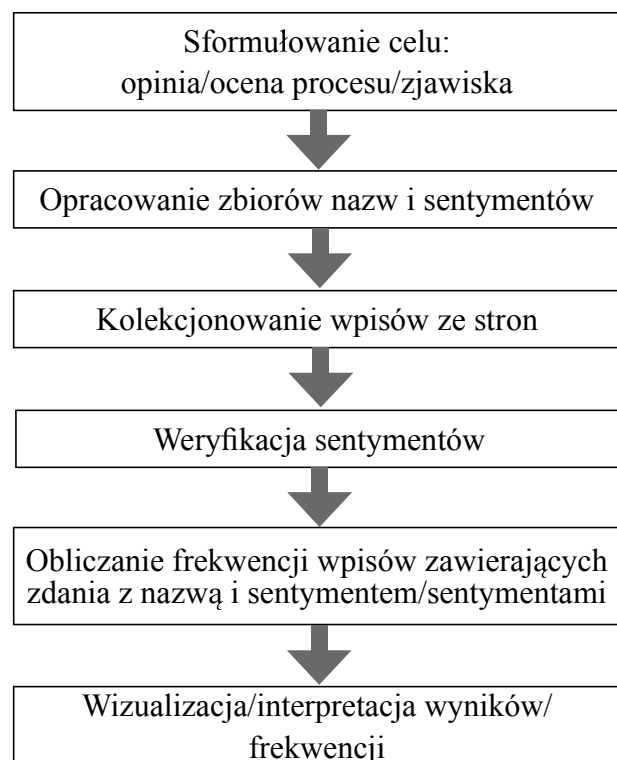 Sformułowanie celu:
opinia/ocena procesu/zjawiska
Opracowanie zbiorów nazw i sentymentów
Kolekcjonowanie wpisów ze stron
Weryfikacja sentymentów
Obliczanie frekwencji wpisów zawierających
zdania z nazwą i sentymentem/sentymentami
Wizualizacja/interpretacja wyników/
frekwencji